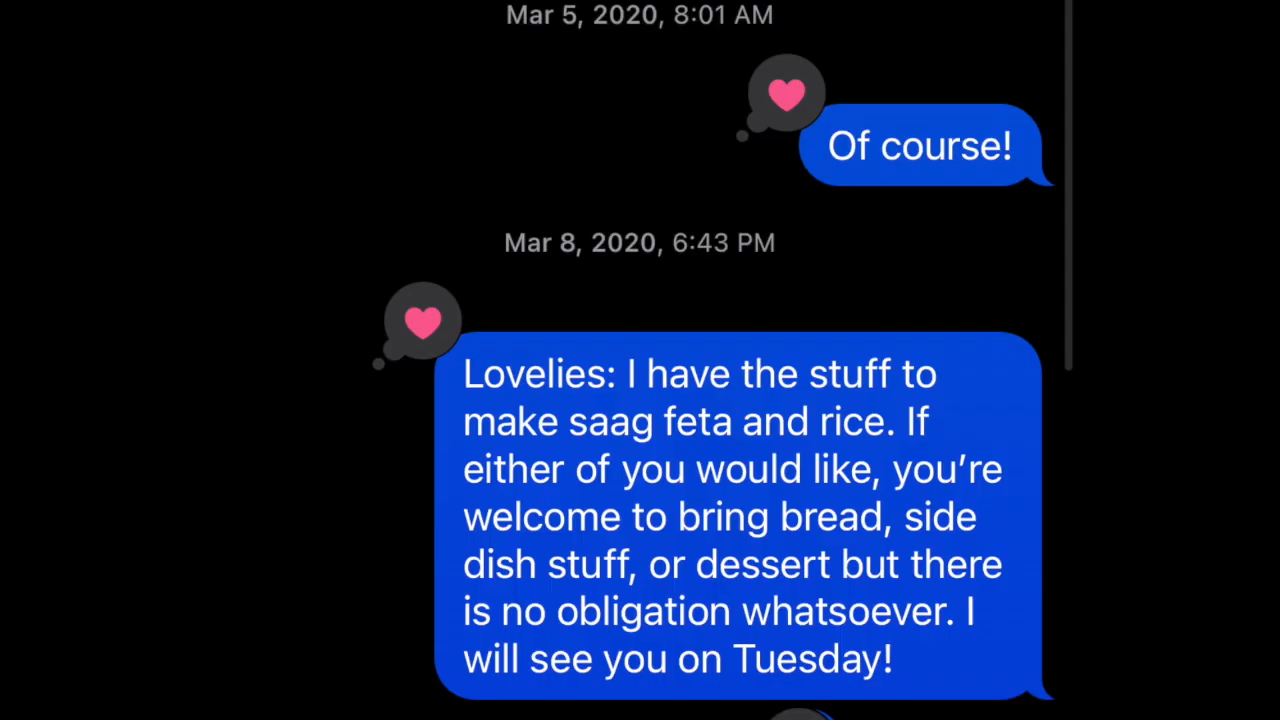 Mar 5, 2020, 8:01 AM
Of course!
Mar 8, 2020, 6:43 PM
Lovelies: I have the stuff to
make saag feta and rice. If
either of you would like, you’re
welcome to bring bread, side
dish stuff, or dessert but there
is no obligation whatsoever. I
will see you on Tuesday!